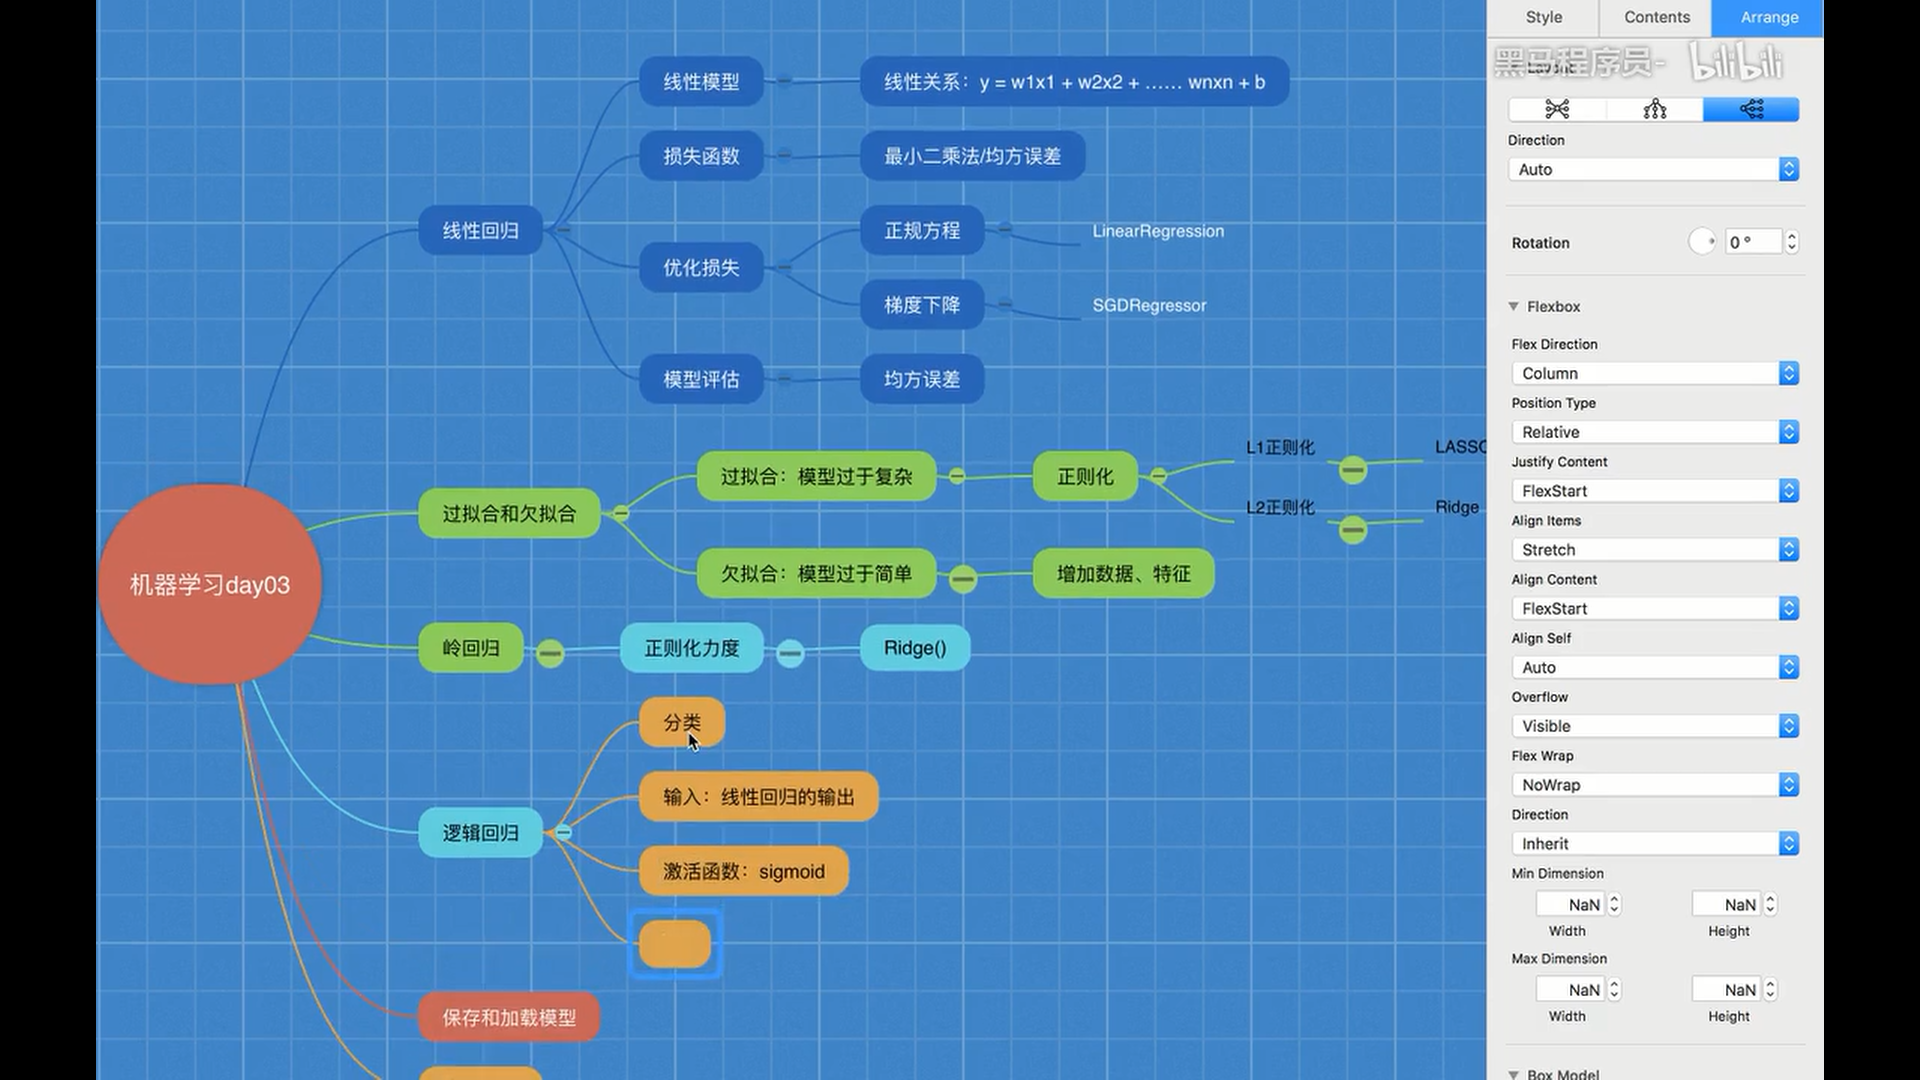 Style
Contents
Arrange
黑马程序员-
bilibili
线性模型
线性关系：y = w1x1 + w2x2 + …… wnxn + b
损失函数
最小二乘法/均方误差
线性回归
正规方程
LinearRegression
优化损失
梯度下降
SGDRegressor
模型评估
均方误差
过拟合和欠拟合
过拟合：模型过于复杂
正则化
L1正则化
LASSO
L2正则化
Ridge
欠拟合：模型过于简单
增加数据、特征
机器学习day03
岭回归
正则化力度
Ridge()
逻辑回归
分类
输入：线性回归的输出
激活函数：sigmoid
保存和加载模型
Direction
Auto
Rotation
0 °
Flexbox
Flex Direction
Column
Position Type
Relative
Justify Content
FlexStart
Align Items
Stretch
Align Content
FlexStart
Align Self
Auto
Overflow
Visible
Flex Wrap
NoWrap
Direction
Inherit
Min Dimension
NaN
NaN
Width
Height
Max Dimension
NaN
NaN
Width
Height
Box Model